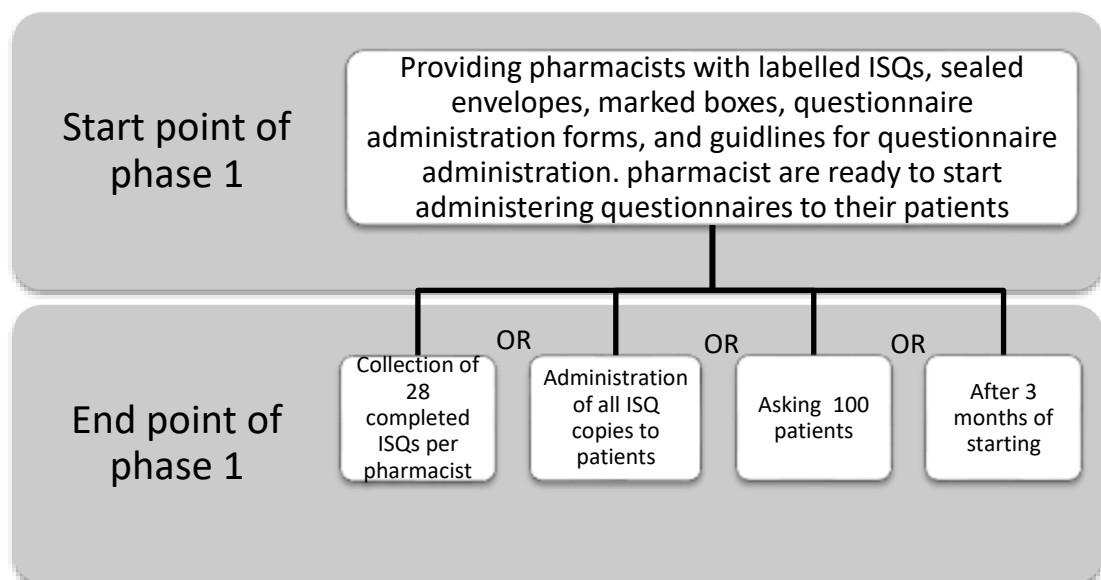 Start point of
phase 1
Providing pharmacists with labelled ISQs, sealed
envelopes, marked boxes, questionnaire
administration forms, and guidlines for questionnaire
administration. pharmacist are ready to start
administering questionnaires to their patients
End point of
phase 1
Collection of
28
completed
ISQs per
pharmacist
OR
Administration
of all ISQ
copies to
patients
OR
Asking 100
patients
OR
After 3
months of
starting